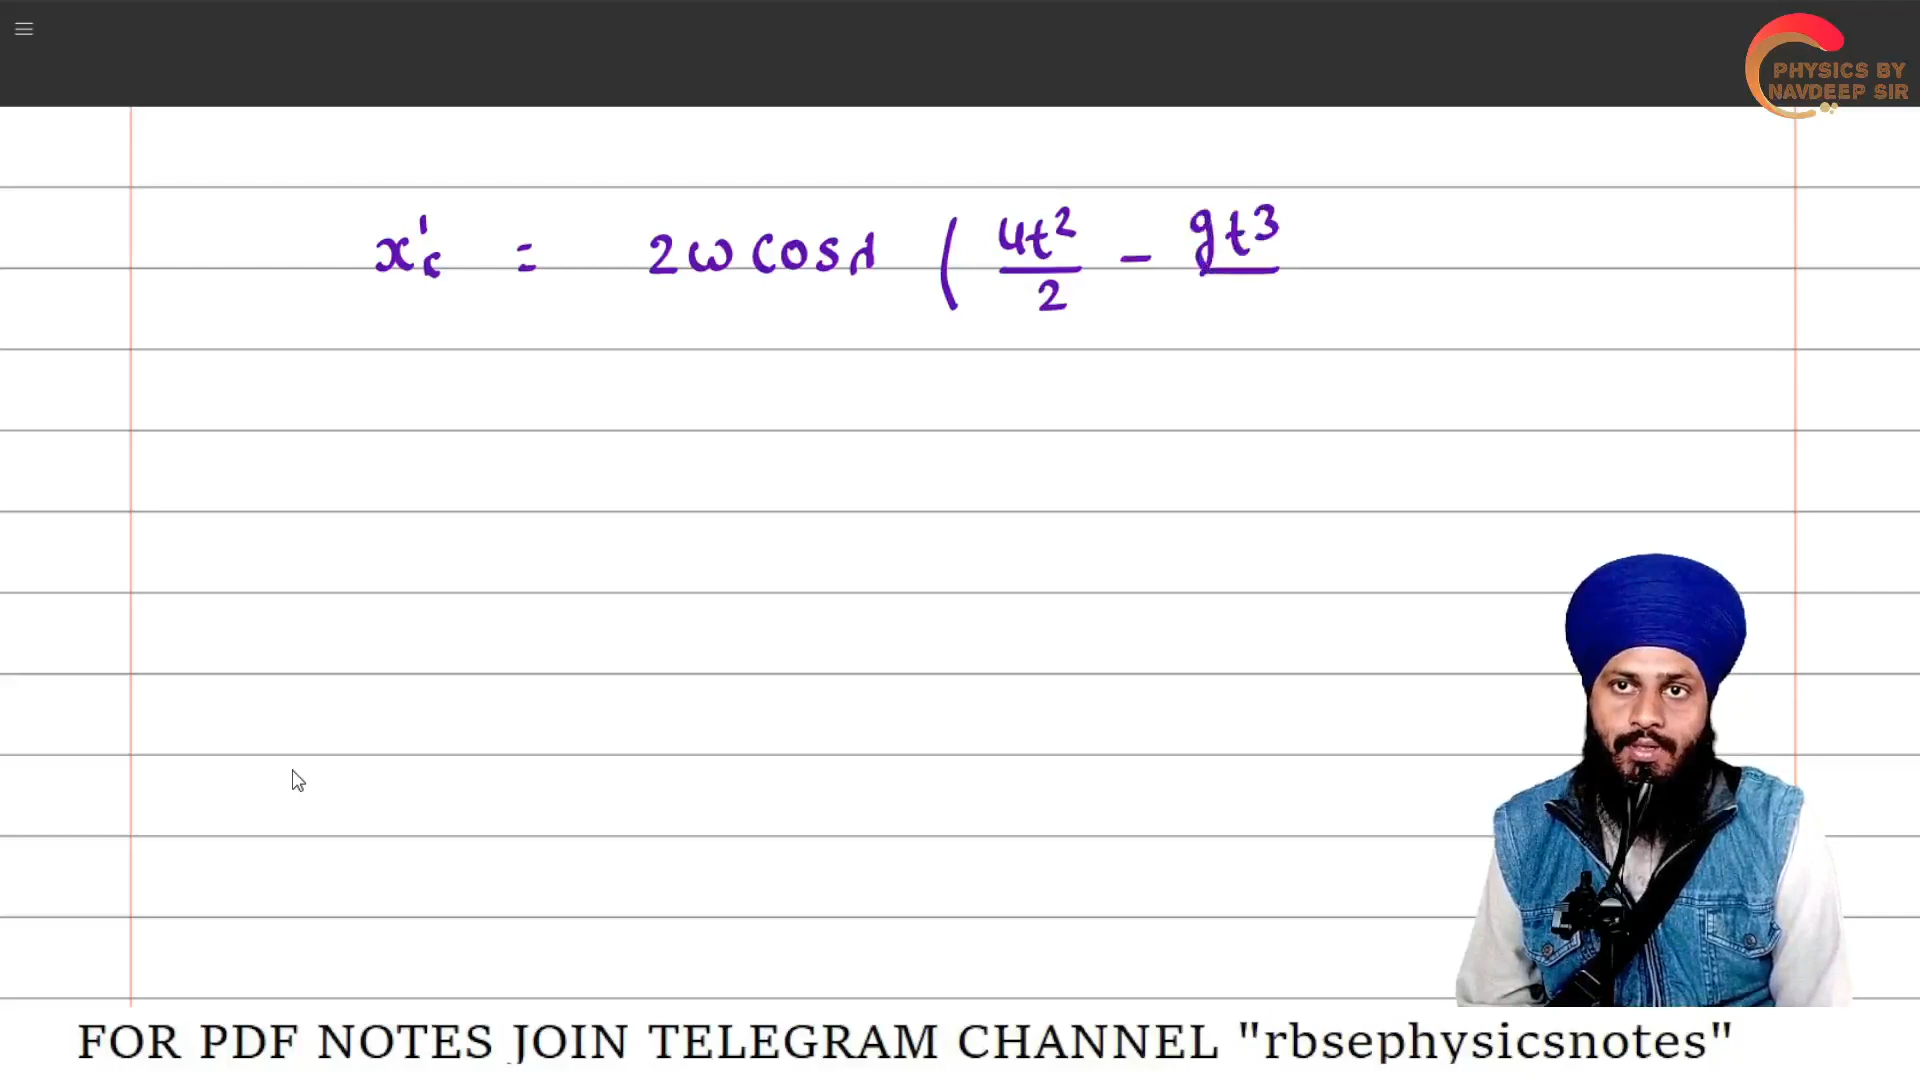 PHYSICS BY
NAVDEEP SIR
x'c = 2ω cosλ ( ut²/2 - gt³
FOR PDF NOTES JOIN TELEGRAM CHANNEL "rbsephysicsnotes"